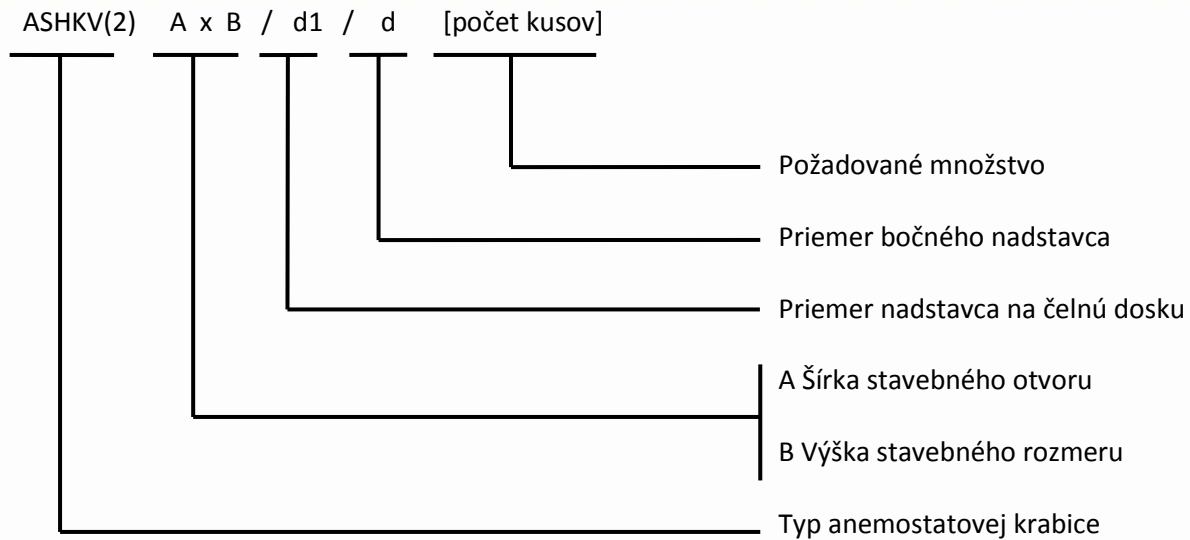 ASHKV(2) A x B / d1 / d [počet kusov]
Požadované množstvo
Priemer bočného nadstavca
Priemer nadstavca na čelnú dosku
A Šírka stavebného otvoru
B Výška stavebného rozmeru
Typ anemostatovej krabice